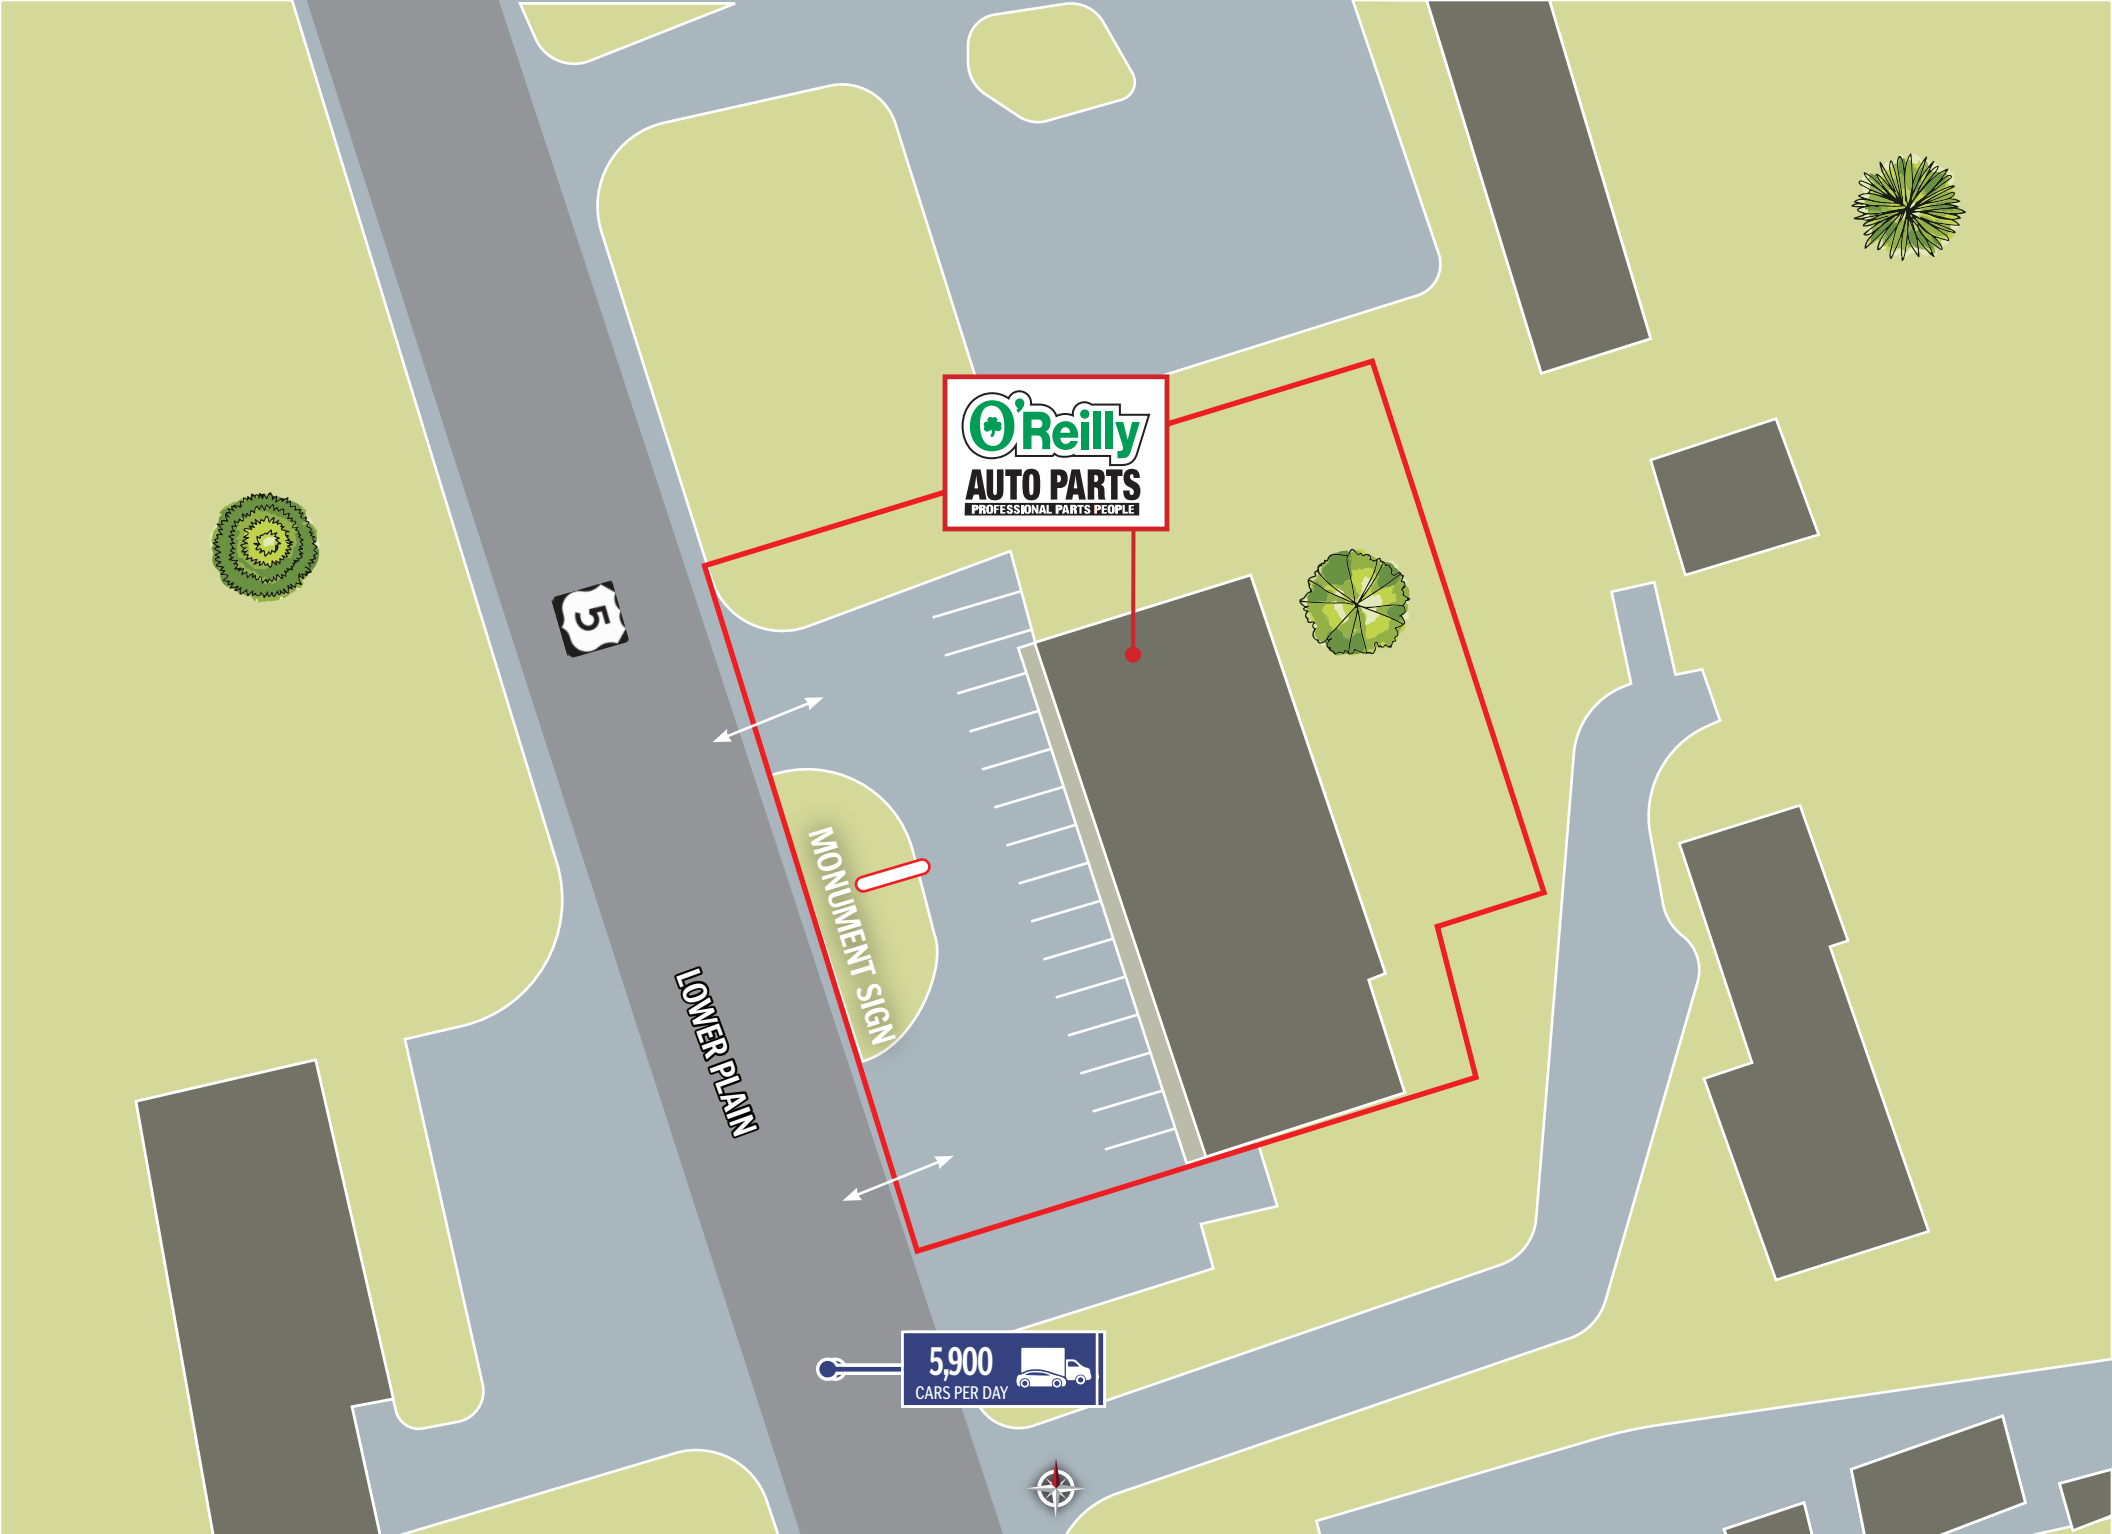 O'Reilly
AUTO PARTS
PROFESSIONAL PARTS PEOPLE
5
MONUMENT SIGN
LOWER PLAIN
5,900
CARS PER DAY